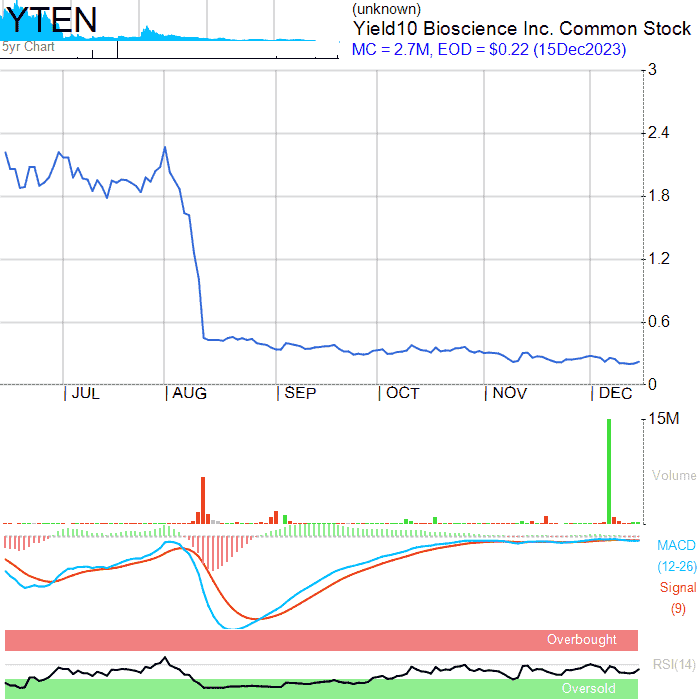 YTEN
5yr Chart
(unknown)
Yield10 Bioscience Inc. Common Stock
MC = 2.7M, EOD = $0.22 (15Dec2023)
3
2.4
1.8
1.2
0.6
0
JUL AUG SEP OCT NOV DEC
15M
Volume
MACD
(12-26)
Signal
(9)
Overbought
RSI(14)
Oversold